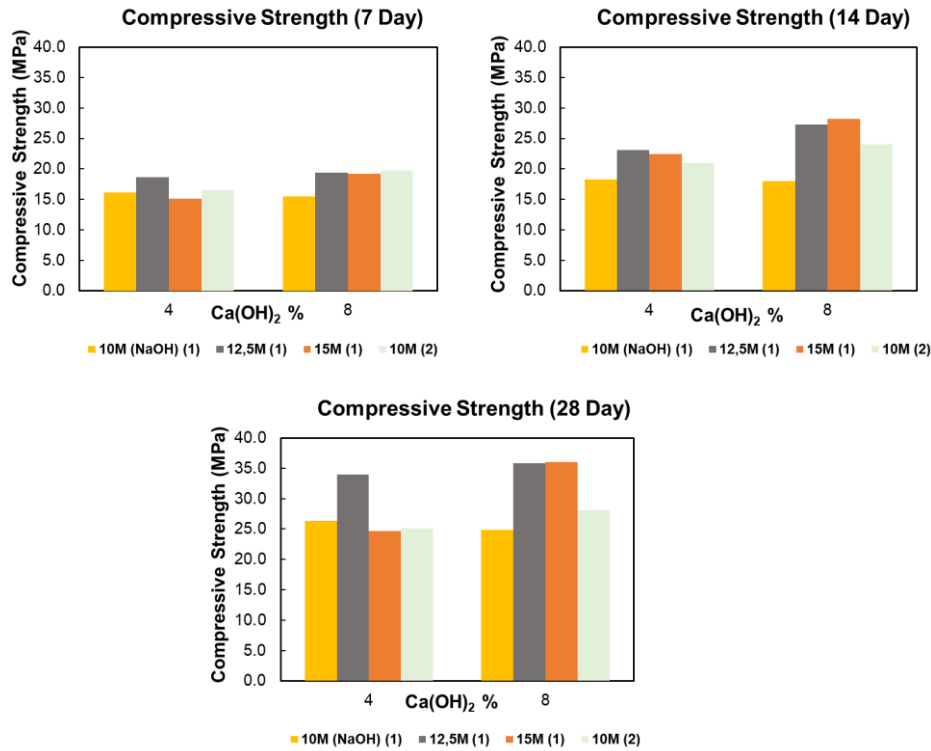 Compressive Strength (7 Day)
Compressive Strength (MPa)
40.0
35.0
30.0
25.0
20.0
15.0
10.0
5.0
0.0
4
Ca(OH)₂ %
8
10M (NaOH) (1) 12,5M (1) 15M (1) 10M (2)
Compressive Strength (14 Day)
Compressive Strength (MPa)
40.0
35.0
30.0
25.0
20.0
15.0
10.0
5.0
0.0
4
Ca(OH)₂ %
8
10M (NaOH) (1) 12,5M (1) 15M (1) 10M (2)
Compressive Strength (28 Day)
Compressive Strength (MPa)
40.0
35.0
30.0
25.0
20.0
15.0
10.0
5.0
0.0
4
Ca(OH)₂ %
8
10M (NaOH) (1) 12,5M (1) 15M (1) 10M (2)